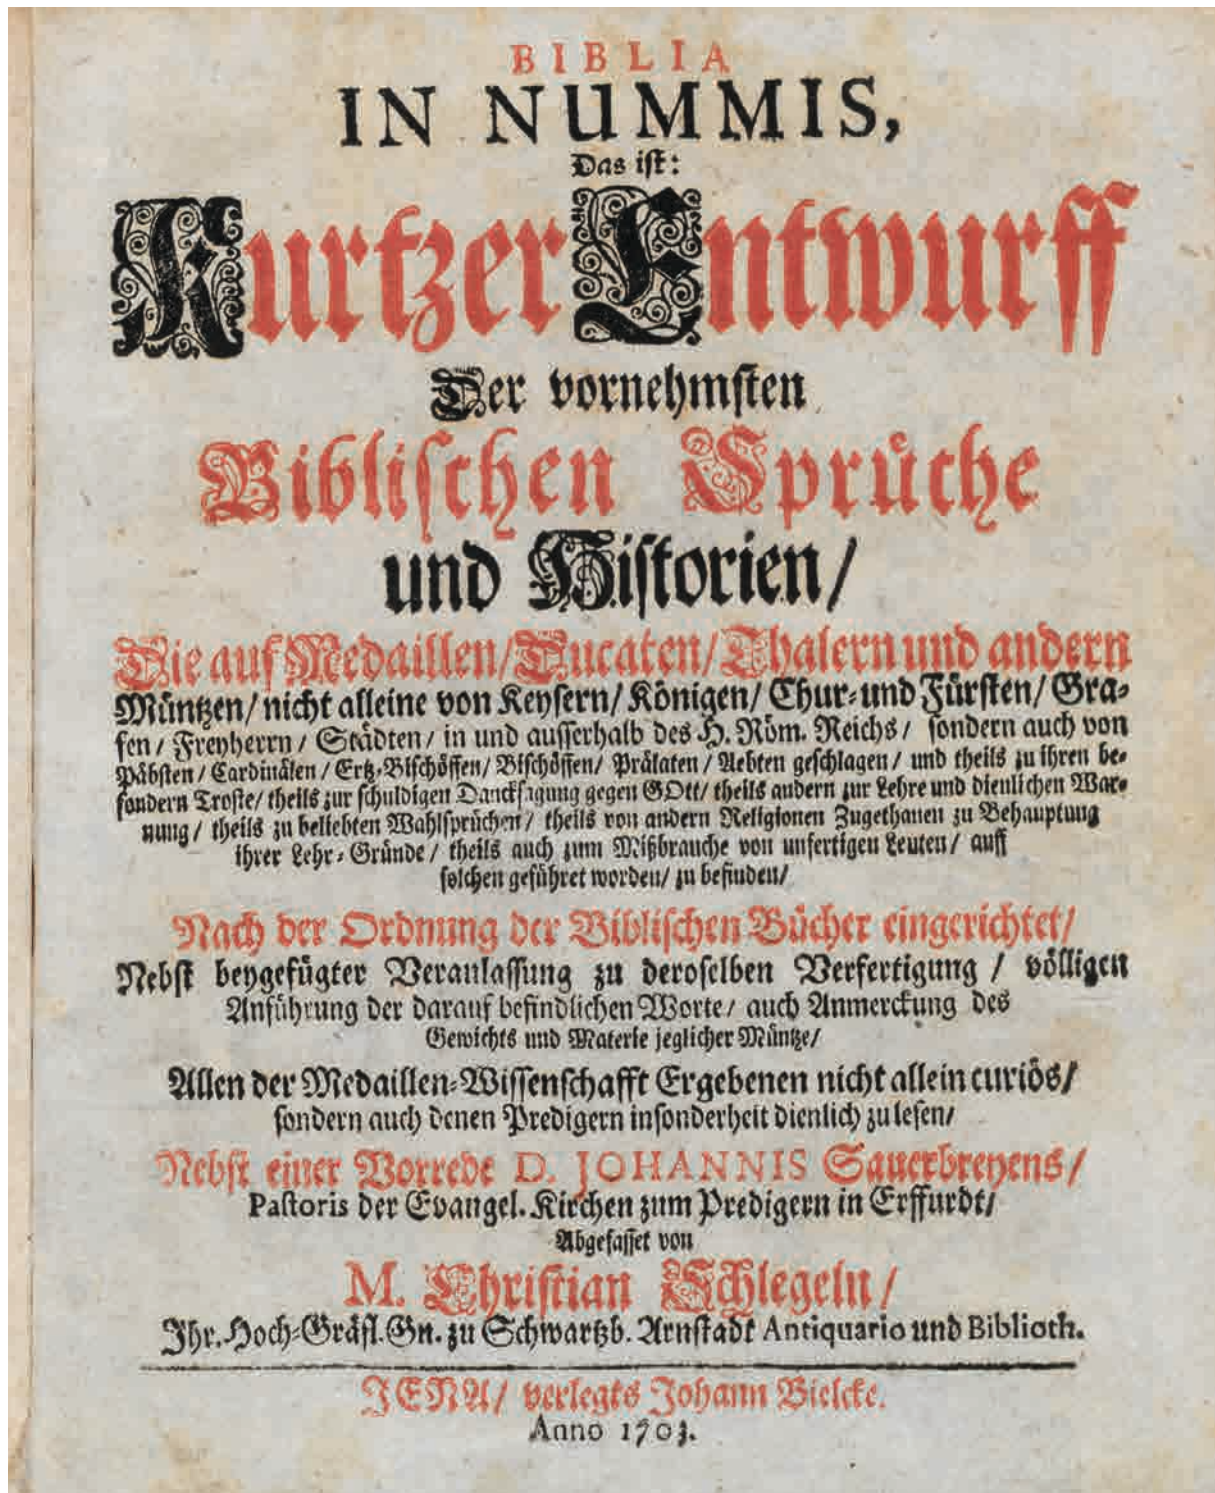 BIBLIA
IN NUMMIS,
Das ist:
Kurtzer Entwurff
Der vornehmsten
Biblischen Sprüche
und Historien/
Die auf Medaillen/Ducaten/Thalern und andern
Müntzen/ nicht alleine von Keysern/ Königen/ Chur-und Fürsten/ Gra-
fen/ Freyherrn/ Städten/ in und ausserhalb des H. Röm. Reichs/ sondern auch von
Päbsten/ Cardinälen/ Ertz-Bischöffen/ Bischöffen/ Prälaten/ Aebten geschlagen/ und theils zu ihren be-
sondern Troste/ theils zur schuldigen Dancksagung gegen GOtt/ theils andern zur Lehre und dienlichen War-
nung/ theils zu beliebten Wahlsprüchen/ theils von andern Religionen Zugethanen zu Behauptung
ihrer Lehr-Gründe/ theils auch zum Mißbrauche von unfertigen Leuten/ auff
solchen geführet worden/ zu befinden/
Nach der Ordnung der Biblischen Bücher eingerichtet/
Nebst beygefügter Veranlassung zu deroselben Verfertigung/ völligen
Anführung der darauf befindlichen Worte/ auch Anmerckung des
Gewichts und Materie jeglicher Müntze/
Allen der Medaillen-Wissenschafft Ergebenen nicht allein curiös/
sondern auch denen Predigern insonderheit dienlich zu lesen/
Nebst einer Vorrede D. JOHANNIS Sauerbreyens/
Pastoris der Evangel. Kirchen zum Predigern in Erffurdt/
Abgefasset von
M. Christian Schlegeln/
Ihr. Hoch-Gräfl. Gn. zu Schwartzb. Arnstadt Antiquario und Biblioth.
JENA/ verlegts Johann Bielcke.
Anno 1703.